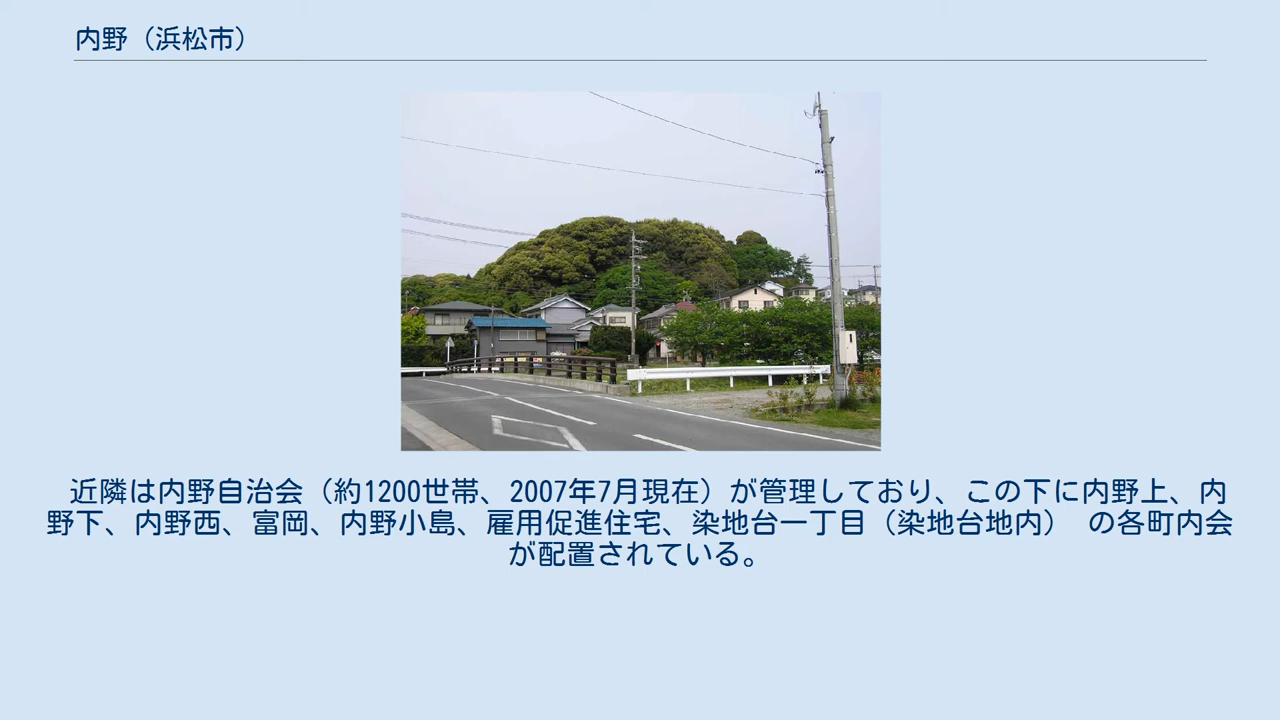 内野（浜松市）
近隣は内野自治会（約1200世帯、2007年7月現在）が管理しており、この下に内野上、内
野下、内野西、富岡、内野小島、雇用促進住宅、染地台一丁目（染地台地内） の各町内会
が配置されている。